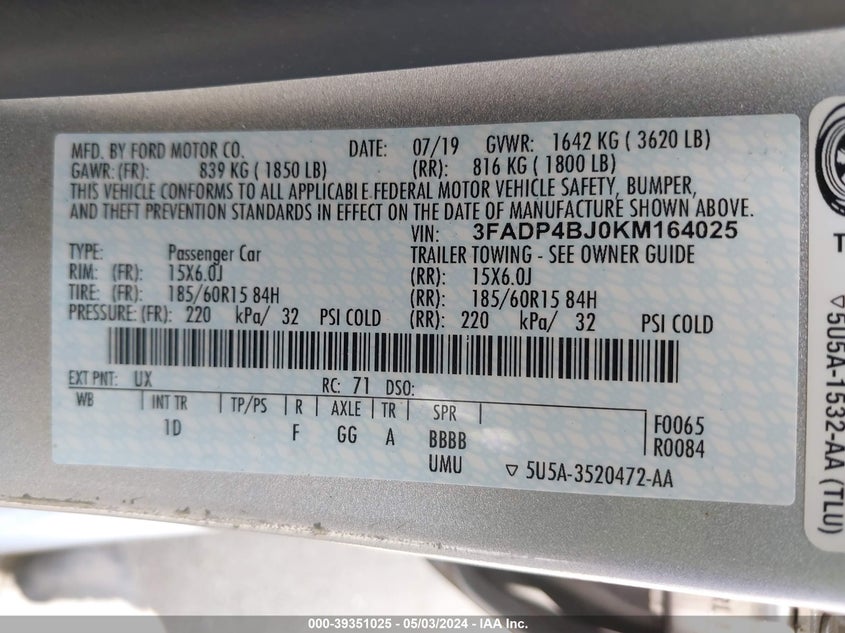 MFD. BY FORD MOTOR CO. DATE: 07/19 GVWR: 1642 KG ( 3620 LB)
GAWR: (FR): 839 KG ( 1850 LB) (RR): 816 KG ( 1800 LB)
THIS VEHICLE CONFORMS TO ALL APPLICABLE FEDERAL MOTOR VEHICLE SAFETY, BUMPER,
AND THEFT PREVENTION STANDARDS IN EFFECT ON THE DATE OF MANUFACTURE SHOWN ABOVE.
VIN: 3FADP4BJ0KM164025
TYPE: Passenger Car TRAILER TOWING - SEE OWNER GUIDE
RIM: (FR): 15X6.0J (RR): 15X6.0J
TIRE: (FR): 185/60R15 84H (RR): 185/60R15 84H
PRESSURE: (FR): 220 kPa/ 32 PSI COLD (RR): 220 kPa/ 32 PSI COLD
EXT PNT: UX RC: 71 DSO:
WB INT TR TP/PS R AXLE TR SPR F0065
1D F GG A BBBB R0084
UMU ▽ 5U5A-3520472-AA
▽5U5A-1532-AA (TLU)
000-39351025 - 05/03/2024 - IAA Inc.